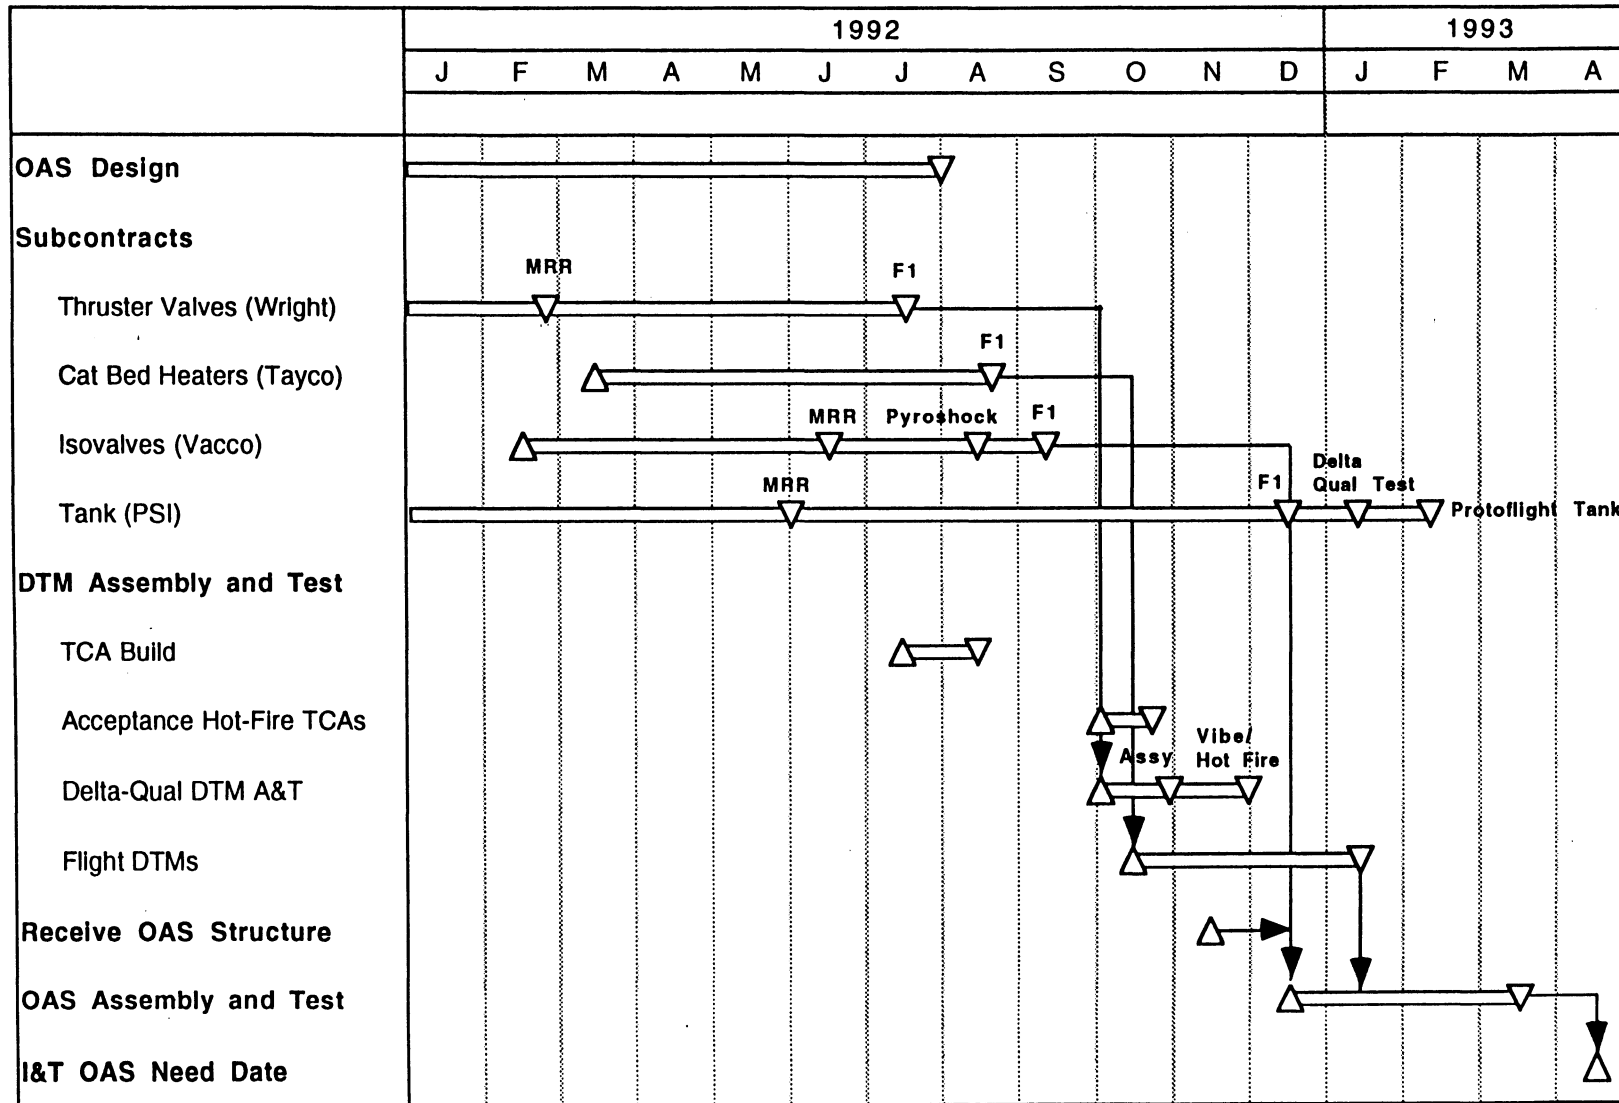 1992 1993
J F M A M J J A S O N D J F M A
OAS Design
Subcontracts
MRR F1
Thruster Valves (Wright)
F1
Cat Bed Heaters (Tayco)
MRR Pyroshock F1
Isovalves (Vacco)
Delta
MRR F1 Qual Test
Tank (PSI) Protoflight Tank
DTM Assembly and Test
TCA Build
Acceptance Hot-Fire TCAs
Vibe/
Assy Hot Fire
Delta-Qual DTM A&T
Flight DTMs
Receive OAS Structure
OAS Assembly and Test
I&T OAS Need Date